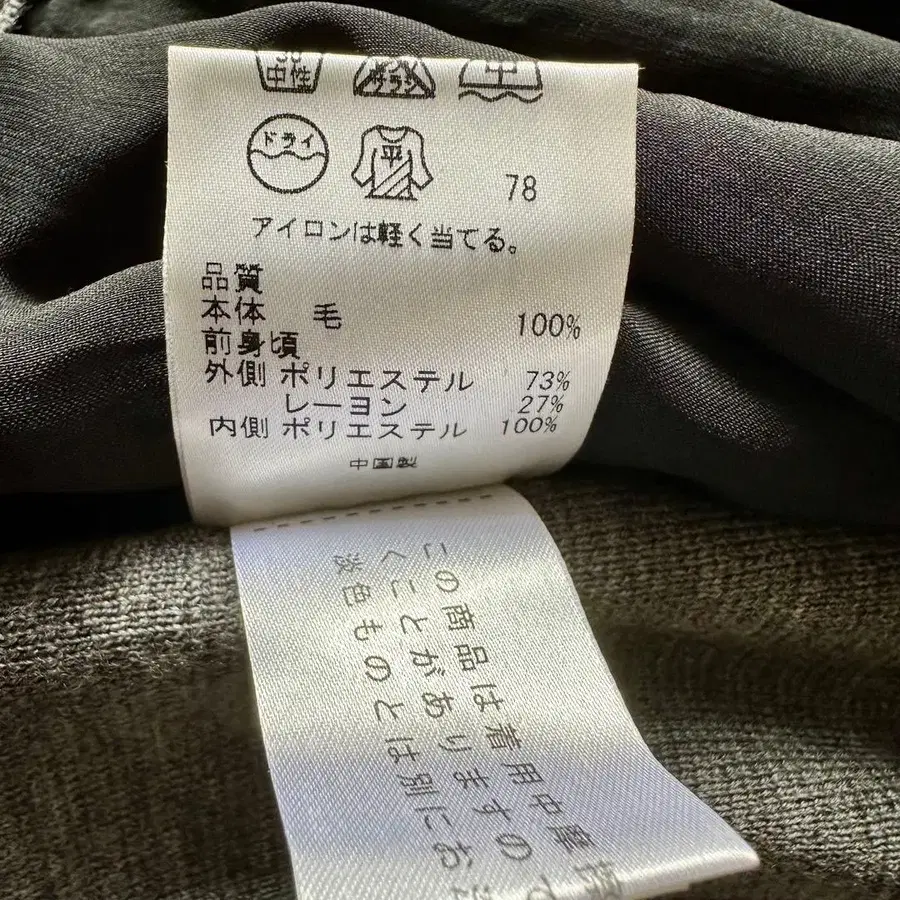 中性
中
ドライ 平 78
アイロンは軽く当てる。
品質
本体 毛 100%
前身頃
外側 ポリエステル 73%
レーヨン 27%
内側 ポリエステル 100%
中国製
この商品は着用中摩擦で
くことがありますの
淡色ものとは別にお